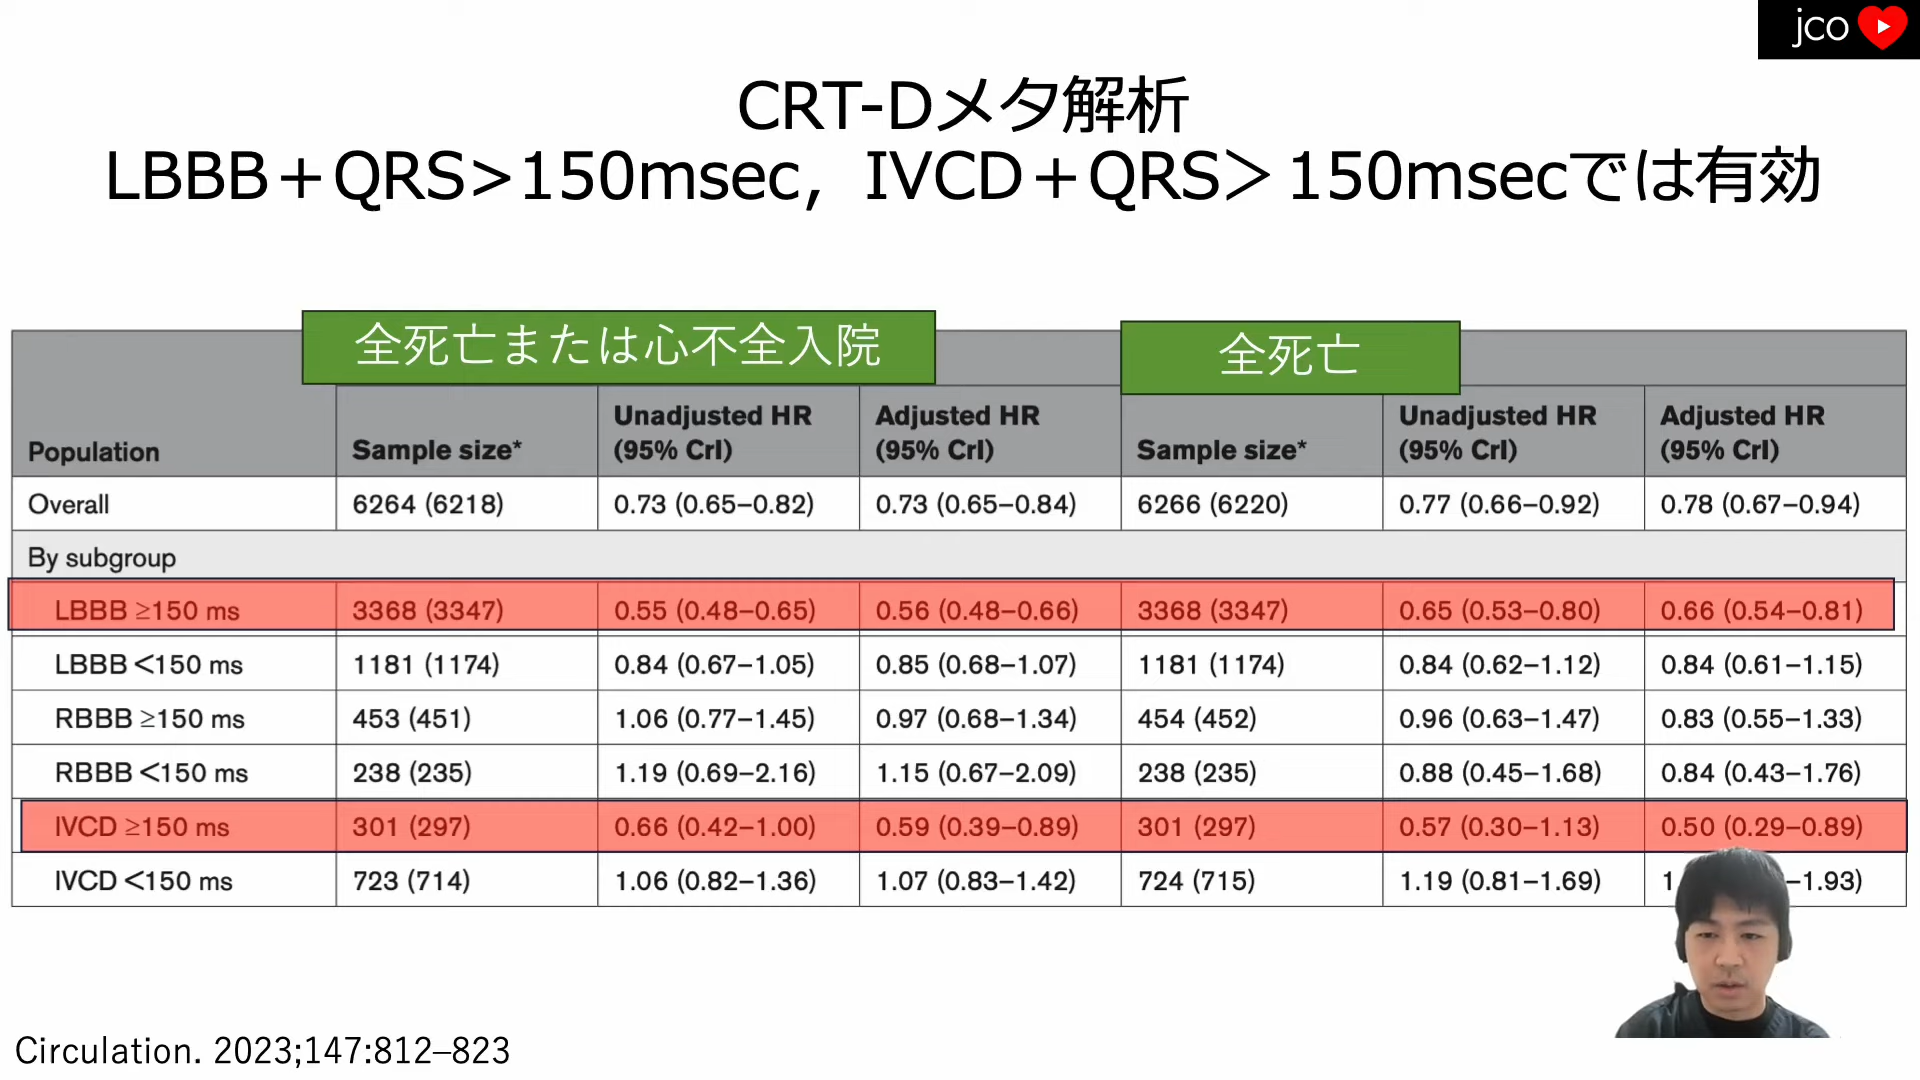 jco
CRT-Dメタ解析
LBBB＋QRS>150msec，IVCD＋QRS＞150msecでは有効
全死亡または心不全入院 全死亡
Population Sample size* Unadjusted HR (95% CrI) Adjusted HR (95% CrI) Sample size* Unadjusted HR (95% CrI) Adjusted HR (95% CrI)
Overall 6264 (6218) 0.73 (0.65–0.82) 0.73 (0.65–0.84) 6266 (6220) 0.77 (0.66–0.92) 0.78 (0.67–0.94)
By subgroup
LBBB ≥150 ms 3368 (3347) 0.55 (0.48–0.65) 0.56 (0.48–0.66) 3368 (3347) 0.65 (0.53–0.80) 0.66 (0.54–0.81)
LBBB <150 ms 1181 (1174) 0.84 (0.67–1.05) 0.85 (0.68–1.07) 1181 (1174) 0.84 (0.62–1.12) 0.84 (0.61–1.15)
RBBB ≥150 ms 453 (451) 1.06 (0.77–1.45) 0.97 (0.68–1.34) 454 (452) 0.96 (0.63–1.47) 0.83 (0.55–1.33)
RBBB <150 ms 238 (235) 1.19 (0.69–2.16) 1.15 (0.67–2.09) 238 (235) 0.88 (0.45–1.68) 0.84 (0.43–1.76)
IVCD ≥150 ms 301 (297) 0.66 (0.42–1.00) 0.59 (0.39–0.89) 301 (297) 0.57 (0.30–1.13) 0.50 (0.29–0.89)
IVCD <150 ms 723 (714) 1.06 (0.82–1.36) 1.07 (0.83–1.42) 724 (715) 1.19 (0.81–1.69) –1.93)
Circulation. 2023;147:812–823